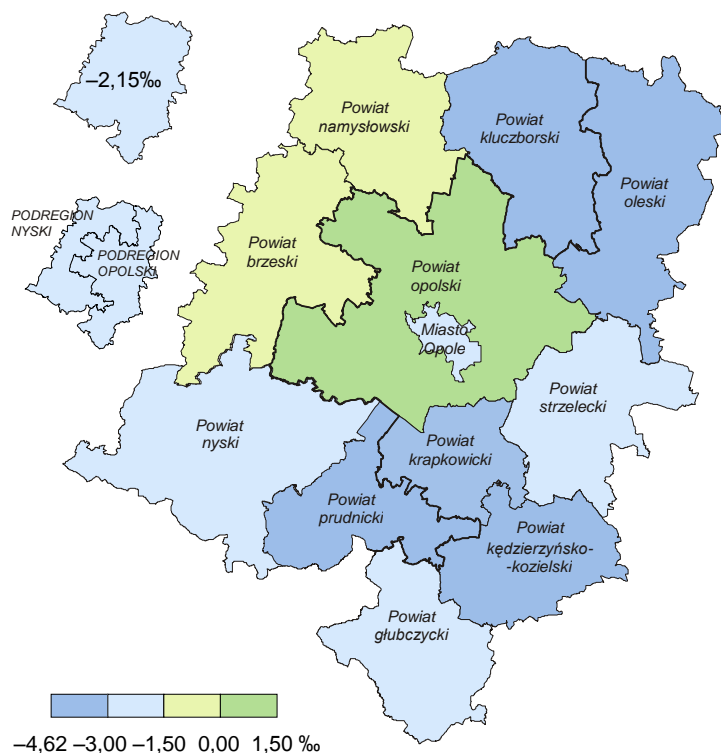 –2,15‰
PODREGION
NYSKI
PODREGION
OPOLSKI
Powiat
namysłowski
Powiat
kluczborski
Powiat
oleski
Powiat
brzeski
Powiat
opolski
Miasto
Opole
Powiat
strzelecki
Powiat
nyski
Powiat
krapkowicki
Powiat
prudnicki
Powiat
kędzierzyńsko-
-kozielski
Powiat
głubczycki
–4,62 –3,00 –1,50 0,00 1,50 ‰